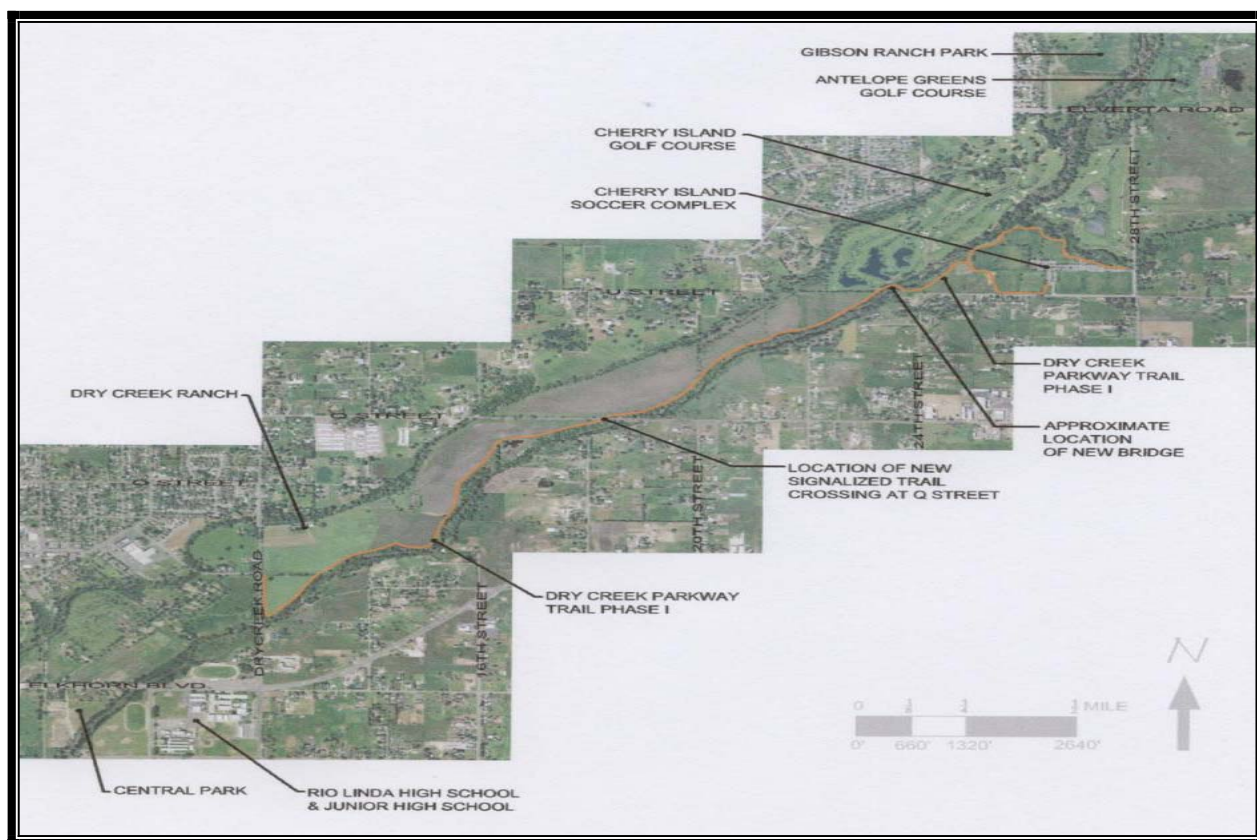 GIBSON RANCH PARK
ANTELOPE GREENS
GOLF COURSE
ELVERTA ROAD
CHERRY ISLAND
GOLF COURSE
CHERRY ISLAND
SOCCER COMPLEX
28TH STREET
U STREET
DRY CREEK
PARKWAY TRAIL
PHASE I
DRY CREEK RANCH
Q STREET
24TH STREET
APPROXIMATE
LOCATION
OF NEW BRIDGE
LOCATION OF NEW
SIGNALIZED TRAIL
CROSSING AT Q STREET
O STREET
20TH STREET
DRYCREEK ROAD
DRY CREEK PARKWAY
TRAIL PHASE I
16TH STREET
N
ELKHORN BLVD.
0 MILE
0' 660' 1320' 2640'
CENTRAL PARK
RIO LINDA HIGH SCHOOL
& JUNIOR HIGH SCHOOL